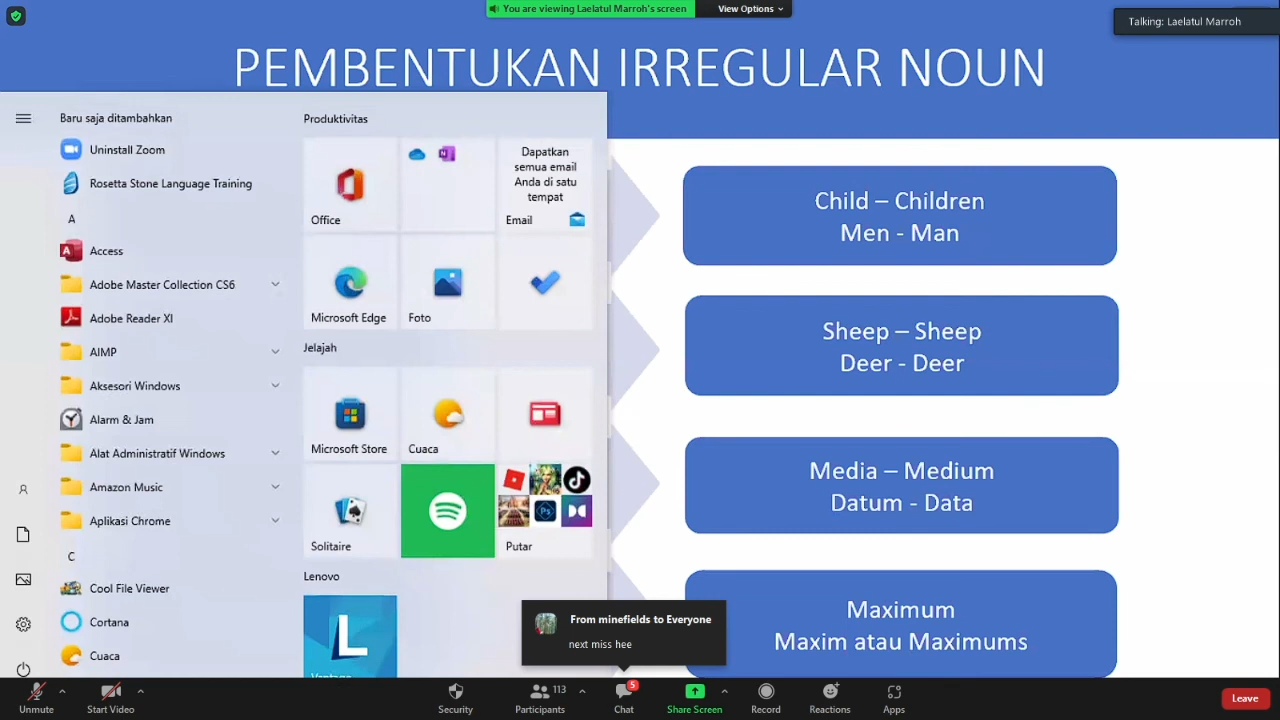 You are viewing Laelatul Marroh's screen
View Options
Talking: Laelatul Marroh
PEMBENTUKAN IRREGULAR NOUN
Baru saja ditambahkan
Uninstall Zoom
Rosetta Stone Language Training
A
Access
Adobe Master Collection CS6
Adobe Reader XI
AIMP
Aksesori Windows
Alarm & Jam
Alat Administratif Windows
Amazon Music
Aplikasi Chrome
C
Cool File Viewer
Cortana
Cuaca
Produktivitas
Office
Dapatkan
semua email
Anda di satu
tempat
Email
Microsoft Edge
Foto
Jelajah
Microsoft Store
Cuaca
Solitaire
Putar
Lenovo
L
Vantage
Child – Children
Men - Man
Sheep – Sheep
Deer - Deer
Media – Medium
Datum - Data
Maximum
Maxim atau Maximums
From minefields to Everyone
next miss hee
Unmute
Start Video
Security
113
Participants
5
Chat
Share Screen
Record
Reactions
Apps
Leave